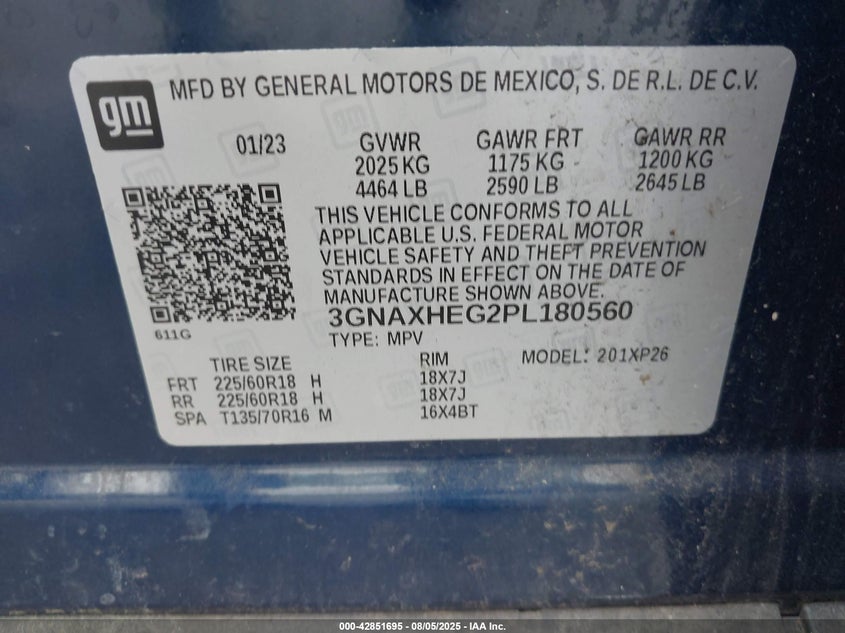 gm
MFD BY GENERAL MOTORS DE MEXICO, S. DE R.L. DE C.V.
01/23 GVWR GAWR FRT GAWR RR
2025 KG 1175 KG 1200 KG
4464 LB 2590 LB 2645 LB
THIS VEHICLE CONFORMS TO ALL
APPLICABLE U.S. FEDERAL MOTOR
VEHICLE SAFETY AND THEFT PREVENTION
STANDARDS IN EFFECT ON THE DATE OF
MANUFACTURE SHOWN ABOVE.
3GNAXHEG2PL180560
611G
TYPE: MPV MODEL: 201XP26
TIRE SIZE RIM
FRT 225/60R18 H 18X7J
RR 225/60R18 H 18X7J
SPA T135/70R16 M 16X4BT
000-42851695 - 08/05/2025 - IAA Inc.